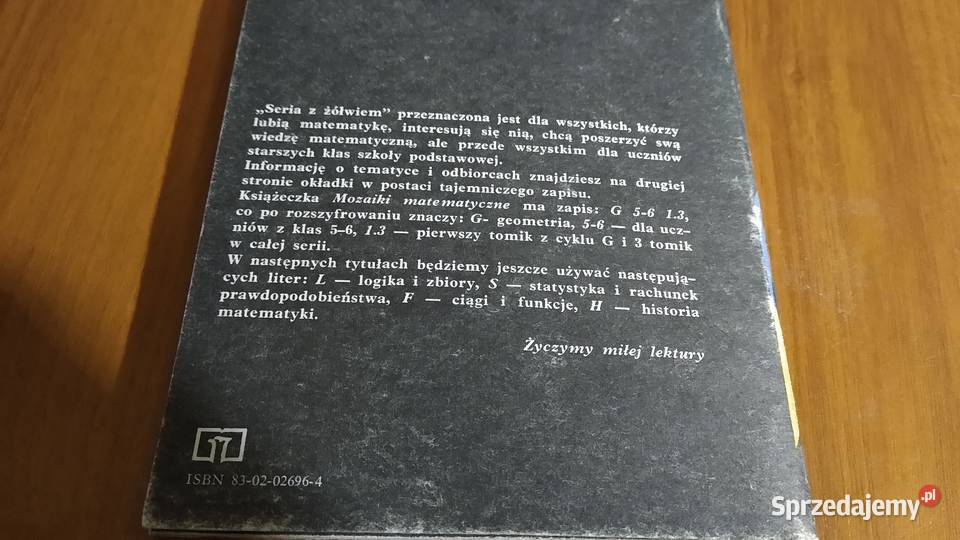 „Seria z żółwiem” przeznaczona jest dla wszystkich, którzy
lubią matematykę, interesują się nią, chcą poszerzyć swą
wiedzę matematyczną, ale przede wszystkim dla uczniów
starszych klas szkoły podstawowej.
Informację o tematyce i odbiorcach znajdziesz na drugiej
stronie okładki w postaci tajemniczego zapisu.
Książeczka Mozaiki matematyczne ma zapis: G 5-6 1.3,
co po rozszyfrowaniu znaczy: G- geometria, 5-6 — dla ucz-
niów z klas 5–6, 1.3 — pierwszy tomik z cyklu G i 3 tomik
w całej serii.
W następnych tytułach będziemy jeszcze używać następują-
cych liter: L — logika i zbiory, S — statystyka i rachunek
prawdopodobieństwa, F — ciągi i funkcje, H — historia
matematyki.
Życzymy miłej lektury
ISBN 83-02-02696-4
Sprzedajemy.pl